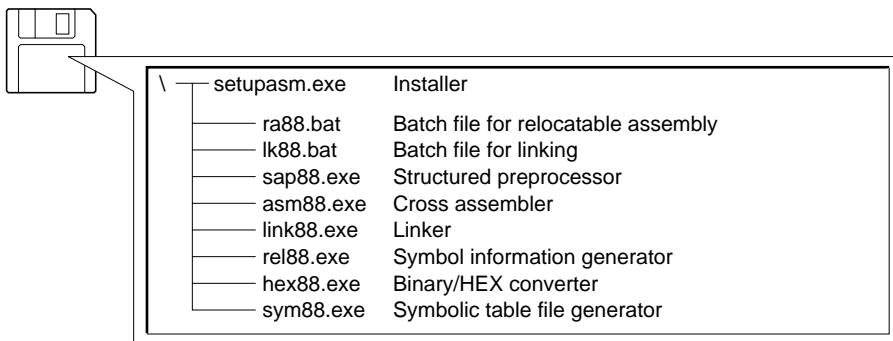 \ setupasm.exe Installer
ra88.bat Batch file for relocatable assembly
lk88.bat Batch file for linking
sap88.exe Structured preprocessor
asm88.exe Cross assembler
link88.exe Linker
rel88.exe Symbol information generator
hex88.exe Binary/HEX converter
sym88.exe Symbolic table file generator